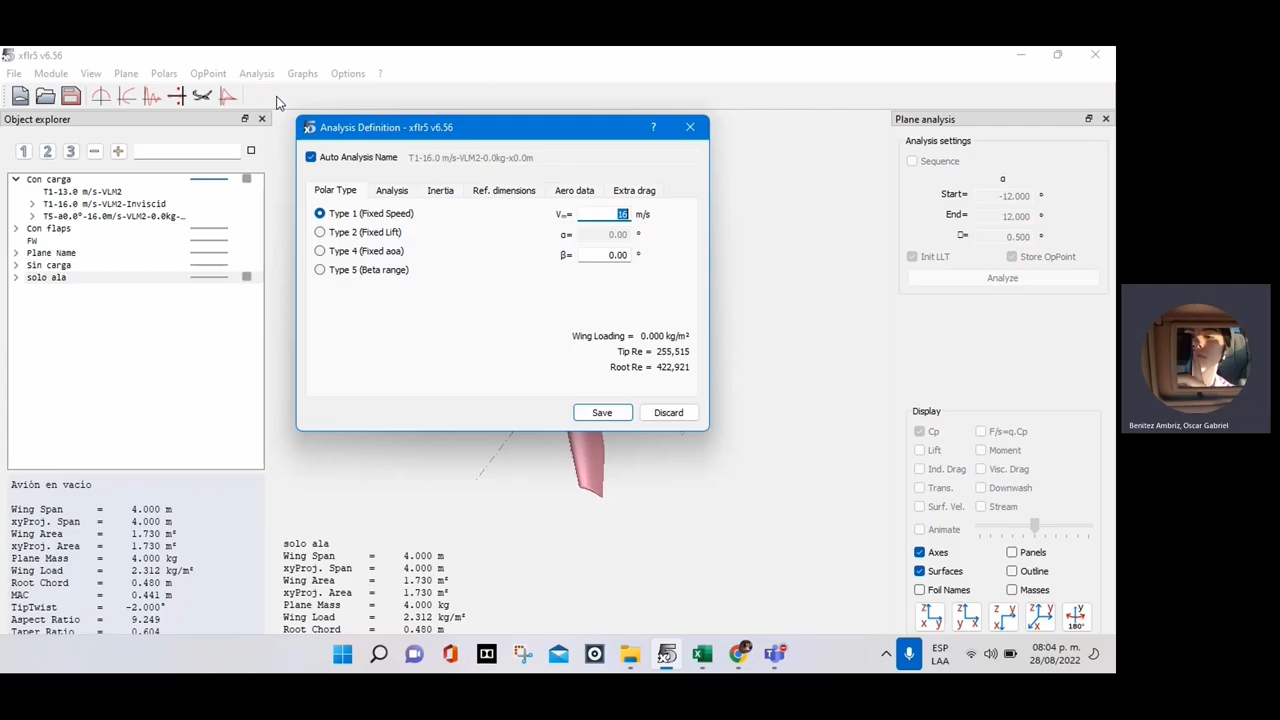 xflr5 v6.56
File Module View Plane Polars OpPoint Analysis Graphs Options ?
Object explorer
1 2 3
Con carga
T1-13.0 m/s-VLM2
T1-16.0 m/s-VLM2-Inviscid
T5-a0.0°-16.0m/s-VLM2-0.0kg-...
Con flaps
FW
Plane Name
Sin carga
solo ala
Avión en vacio
Wing Span = 4.000 m
xyProj. Span = 4.000 m
Wing Area = 1.730 m²
xyProj. Area = 1.730 m²
Plane Mass = 4.000 kg
Wing Load = 2.312 kg/m²
Root Chord = 0.480 m
MAC = 0.441 m
TipTwist = -2.000°
Aspect Ratio = 9.249
Taper Ratio = 0.604
Analysis Definition - xflr5 v6.56
?
Auto Analysis Name T1-16.0 m/s-VLM2-0.0kg-x0.0m
Polar Type Analysis Inertia Ref. dimensions Aero data Extra drag
Type 1 (Fixed Speed)
Type 2 (Fixed Lift)
Type 4 (Fixed aoa)
Type 5 (Beta range)
V∞= 16 m/s
α= 0.00 °
β= 0.00 °
Wing Loading = 0.000 kg/m²
Tip Re = 255,515
Root Re = 422,921
Save Discard
solo ala
Wing Span = 4.000 m
xyProj. Span = 4.000 m
Wing Area = 1.730 m²
xyProj. Area = 1.730 m²
Plane Mass = 4.000 kg
Wing Load = 2.312 kg/m²
Root Chord = 0.480 m
Plane analysis
Analysis settings
Sequence
α
Start= -12.000 °
End= 12.000 °
□= 0.500 °
Init LLT Store OpPoint
Analyze
Display
Cp F/s=q.Cp
Lift Moment
Ind. Drag Visc. Drag
Trans. Downwash
Surf. Vel. Stream
Animate
Axes Panels
Surfaces Outline
Foil Names Masses
z x y
z y x
z y x
z y x
y 180°
Benitez Ambriz, Oscar Gabriel
ESP
LAA
08:04 p. m.
28/08/2022